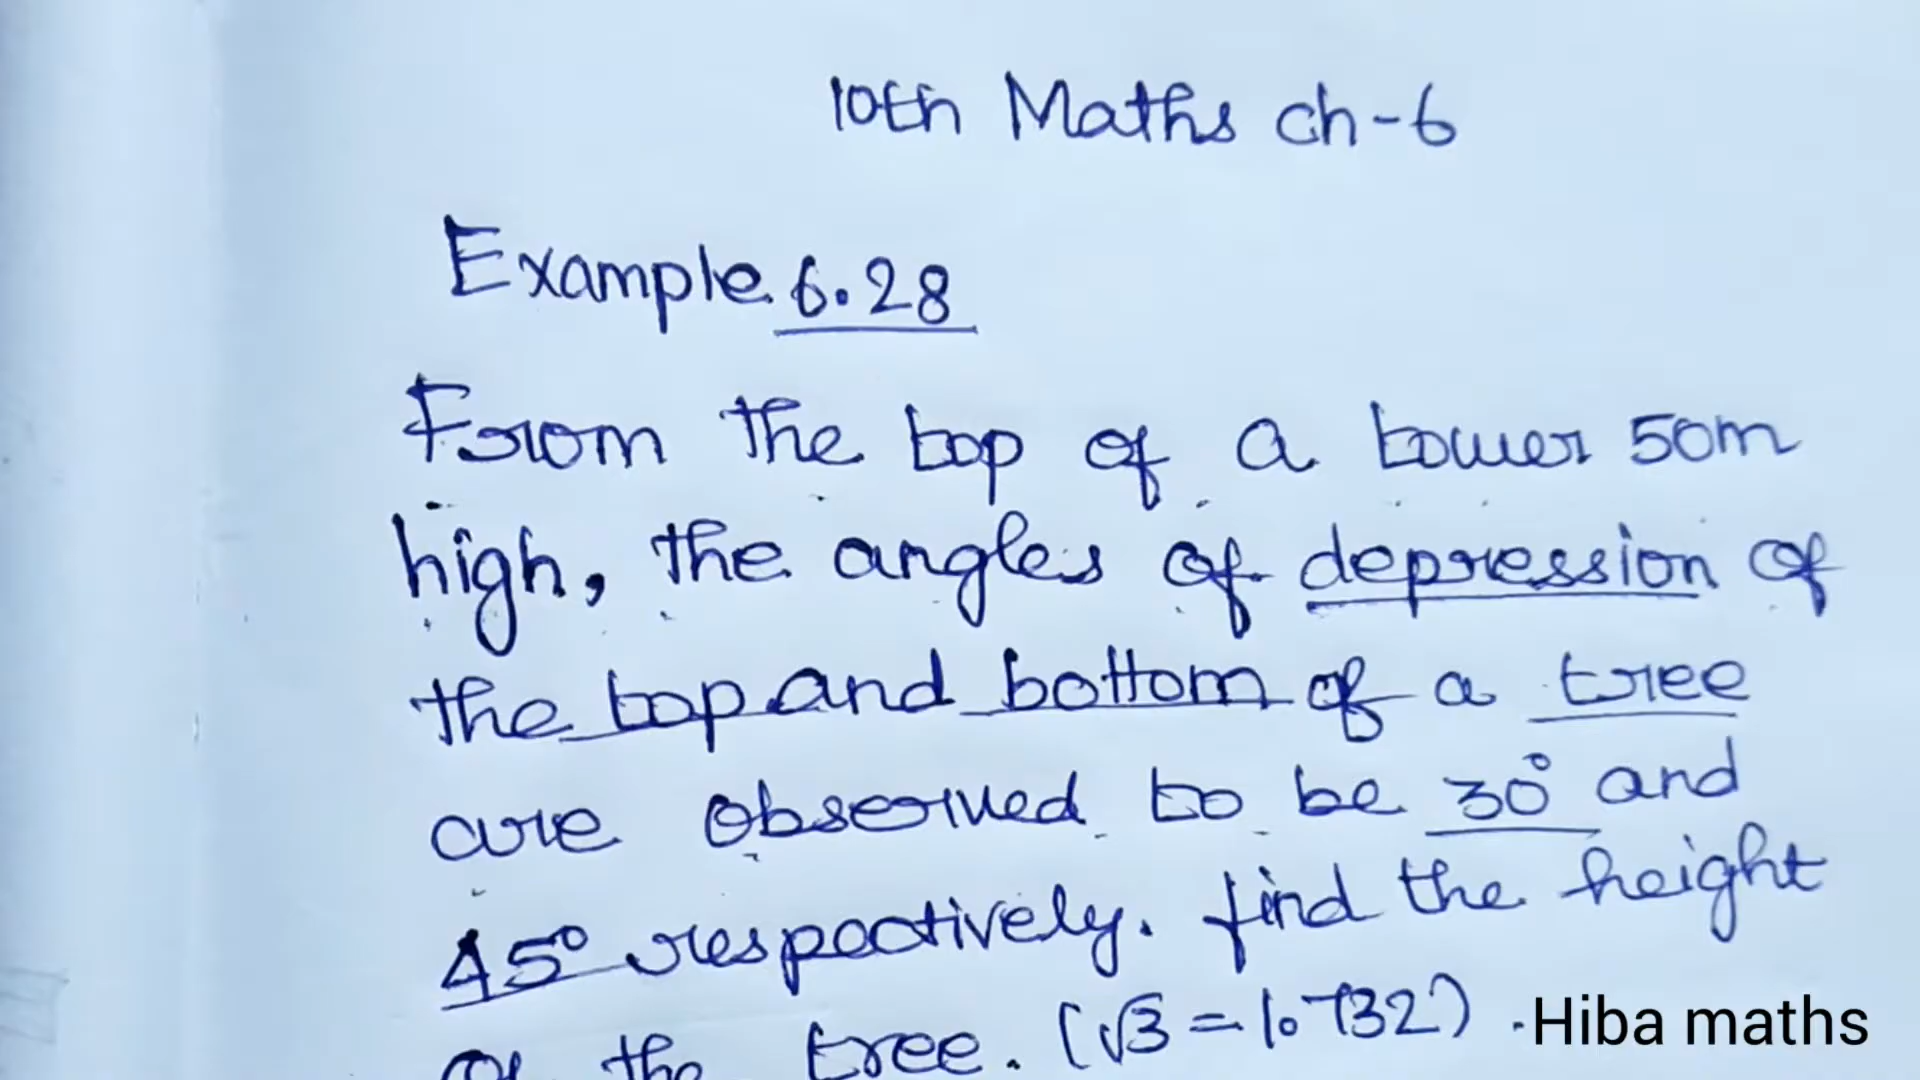 10th Maths ch-6
Example 6.28
From the top of a tower 50m
high, the angles of depression of
the top and bottom of a tree
are observed to be 30° and
45° respectively. find the height
of the tree. (√3 = 1.732)
Hiba maths